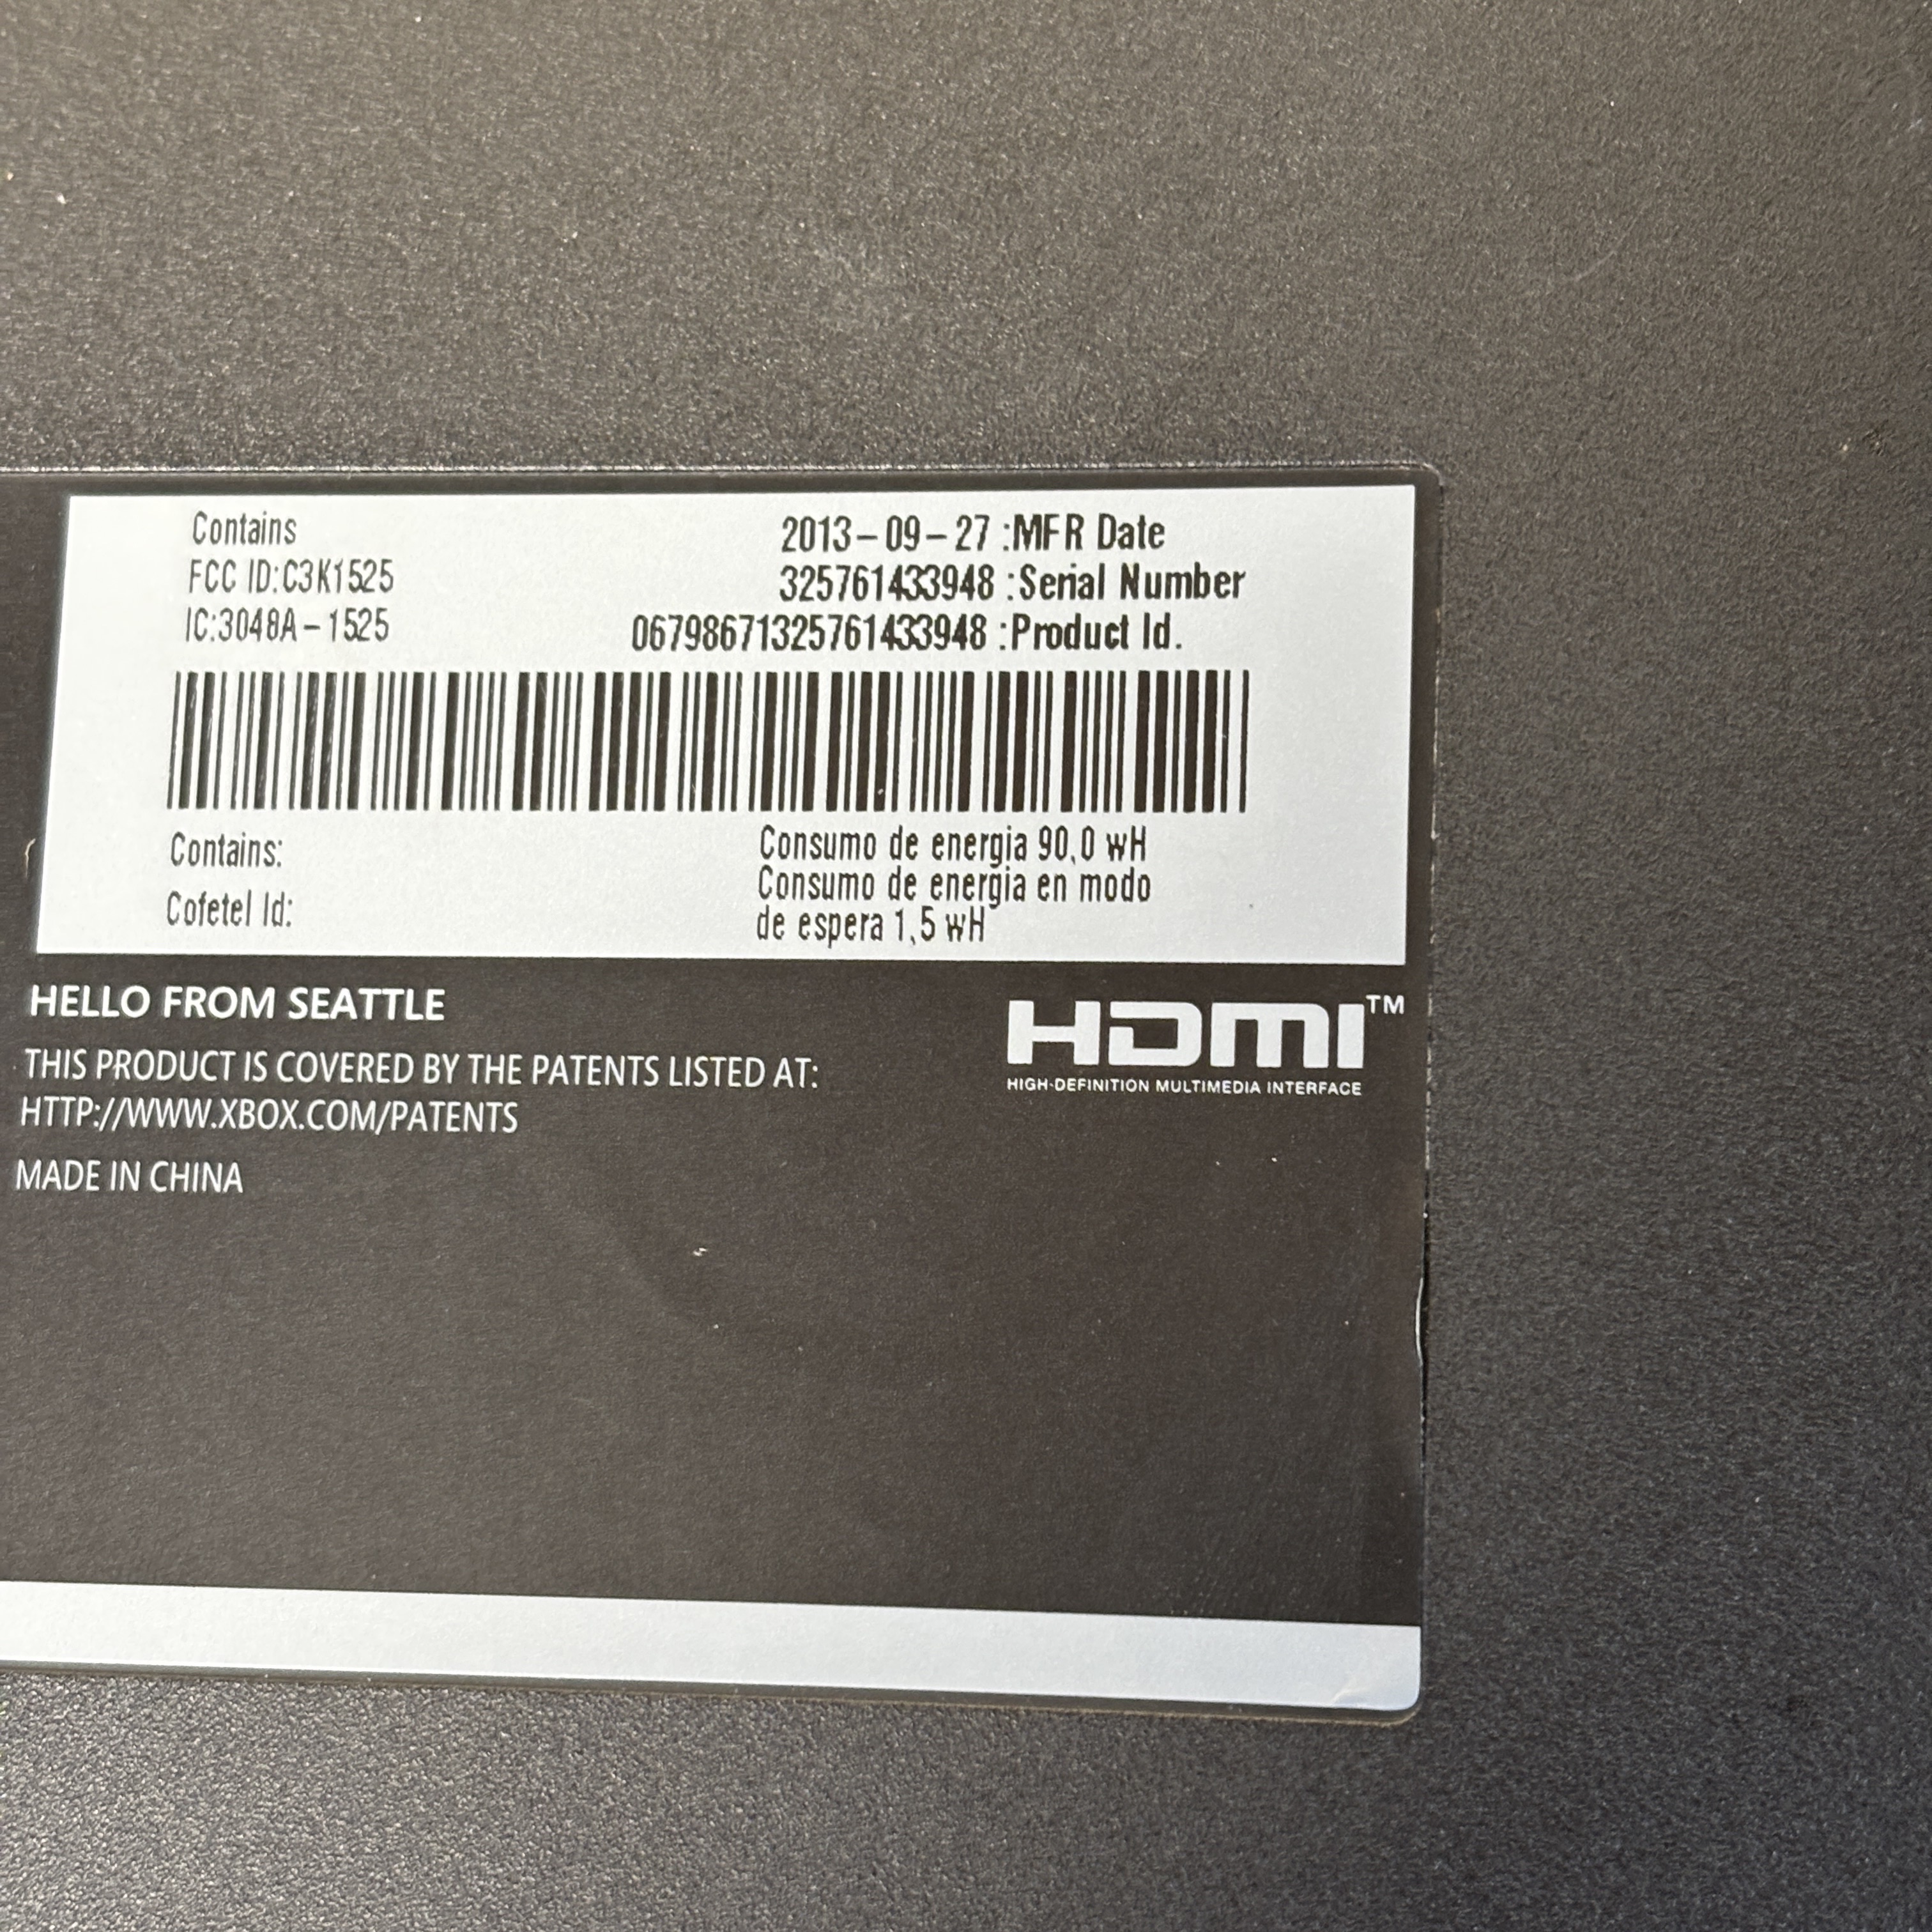 Contains
FCC ID:C3K1525
IC:3048A-1525
2013-09-27 :MFR Date
325761433948 :Serial Number
06798671325761433948 :Product Id.
Contains:
Cofetel Id:
Consumo de energia 90,0 wH
Consumo de energia en modo
de espera 1,5 wH
HELLO FROM SEATTLE
THIS PRODUCT IS COVERED BY THE PATENTS LISTED AT:
HTTP://WWW.XBOX.COM/PATENTS
MADE IN CHINA
HDMI™
HIGH-DEFINITION MULTIMEDIA INTERFACE